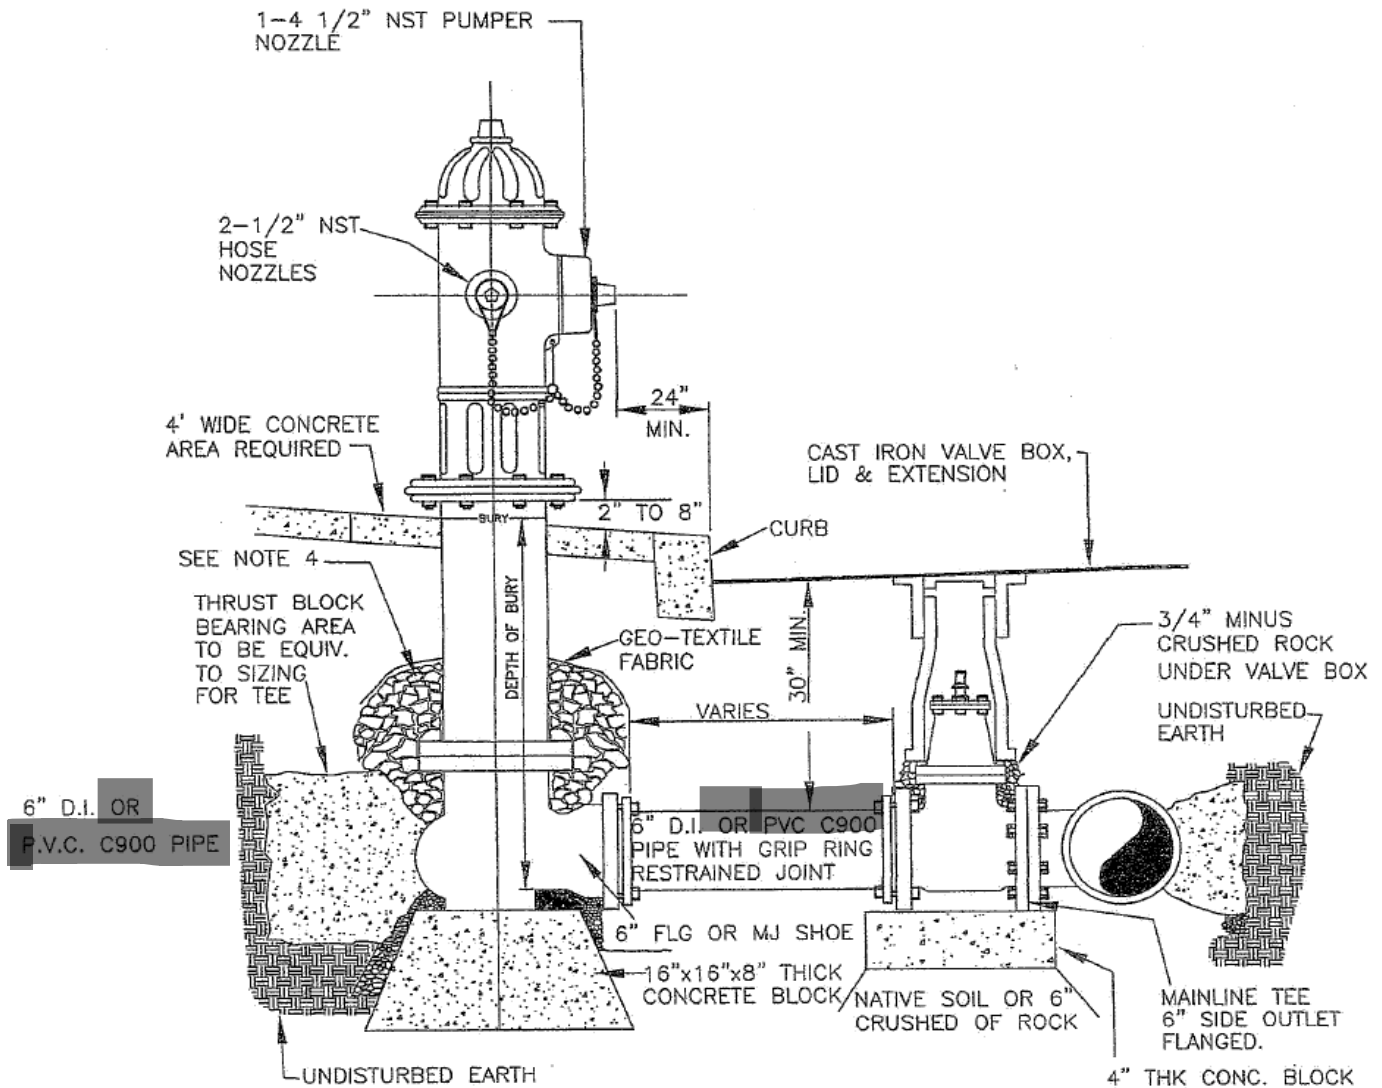 1-4 1/2" NST PUMPER
NOZZLE
2-1/2" NST
HOSE
NOZZLES
24"
MIN.
4' WIDE CONCRETE
AREA REQUIRED
CAST IRON VALVE BOX,
LID & EXTENSION
2" TO 8"
BURY
CURB
SEE NOTE 4
DEPTH OF BURY
THRUST BLOCK
BEARING AREA
TO BE EQUIV.
TO SIZING
FOR TEE
GEO-TEXTILE
FABRIC
30" MIN.
3/4" MINUS
CRUSHED ROCK
UNDER VALVE BOX
VARIES
UNDISTURBED
EARTH
6" D.I. OR
P.V.C. C900 PIPE
6" D.I. OR PVC C900
PIPE WITH GRIP RING
RESTRAINED JOINT
6" FLG OR MJ SHOE
16"x16"x8" THICK
CONCRETE BLOCK
NATIVE SOIL OR 6"
CRUSHED OF ROCK
MAINLINE TEE
6" SIDE OUTLET
FLANGED.
UNDISTURBED EARTH
4" THK CONC. BLOCK